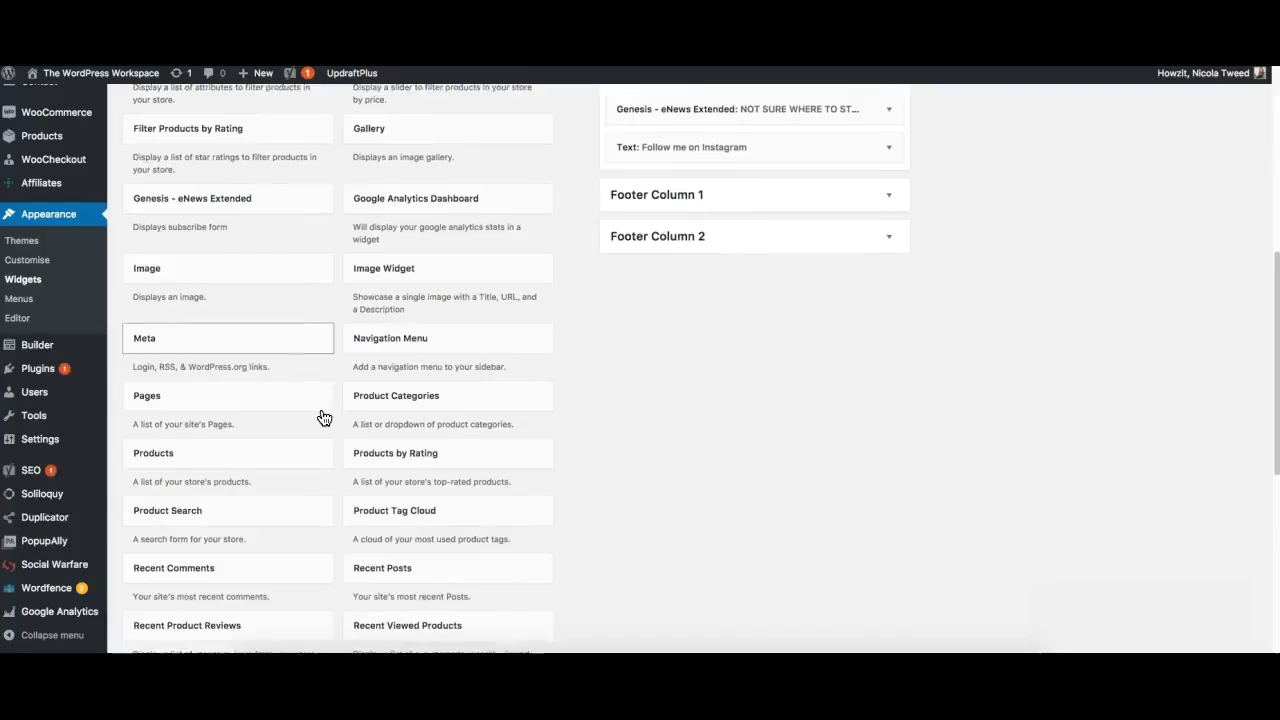 The WordPress Workspace 1 0 New 1 UpdraftPlus Howzit, Nicola Tweed
WooCommerce
Products
WooCheckout
Affiliates
Appearance
Themes
Customise
Widgets
Menus
Editor
Builder
Plugins 1
Users
Tools
Settings
SEO 1
Soliloquy
Duplicator
PopupAlly
Social Warfare
Wordfence 2
Google Analytics
Collapse menu
Display a list of attributes to filter products in
your store.
Display a slider to filter products in your store
by price.
Filter Products by Rating
Display a list of star ratings to filter products in
your store.
Gallery
Displays an image gallery.
Genesis - eNews Extended
Displays subscribe form
Google Analytics Dashboard
Will display your google analytics stats in a
widget
Image
Displays an image.
Image Widget
Showcase a single image with a Title, URL, and
a Description
Meta
Login, RSS, & WordPress.org links.
Navigation Menu
Add a navigation menu to your sidebar.
Pages
A list of your site's Pages.
Product Categories
A list or dropdown of product categories.
Products
A list of your store's products.
Products by Rating
A list of your store's top-rated products.
Product Search
A search form for your store.
Product Tag Cloud
A cloud of your most used product tags.
Recent Comments
Your site's most recent comments.
Recent Posts
Your site's most recent Posts.
Recent Product Reviews
Recent Viewed Products
Genesis - eNews Extended: NOT SURE WHERE TO ST...
Text: Follow me on Instagram
Footer Column 1
Footer Column 2